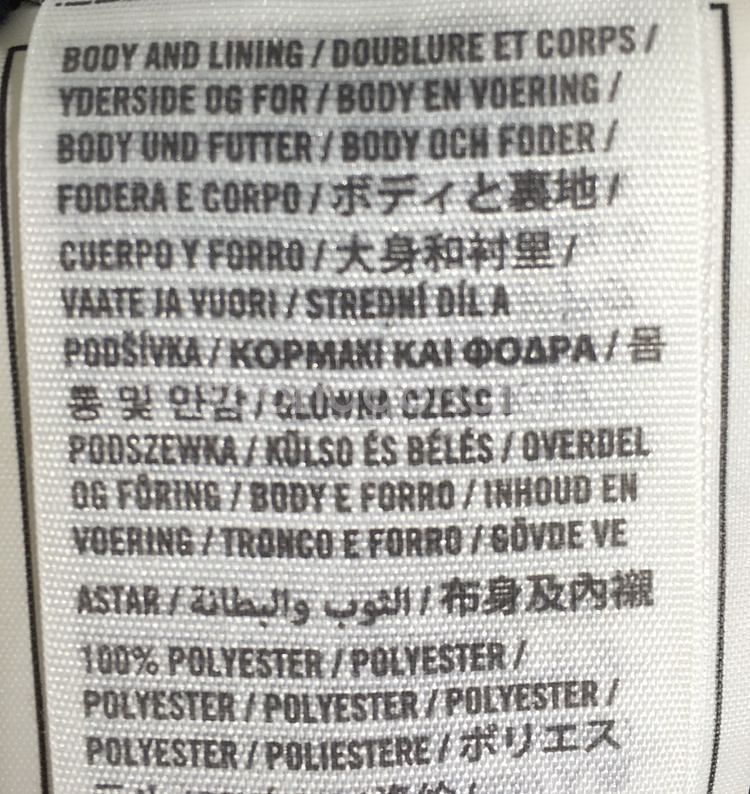 BODY AND LINING / DOUBLURE ET CORPS /
YDERSIDE OG FOR / BODY EN VOERING /
BODY UND FUTTER / BODY OCH FODER /
FODERA E CORPO / ボディと裏地 /
CUERPO Y FORRO / 大身和衬里 /
VAATE JA VUORI / STREDNÍ DÍL A
PODŠÍVKA / ΚΟΡΜΑΚΙ ΚΑΙ ΦΟΔΡΑ / 몸
통 및 안감 / GŁÓWNA CZĘŚĆ I
PODSZEWKA / KÜLSO ÉS BÉLÉS / OVERDEL
OG FÔRING / BODY E FORRO / INHOUD EN
VOERING / TRONCO E FORRO / GÖVDE VE
ASTAR / الثوب والبطانة / 布身及內襯
100% POLYESTER / POLYESTER /
POLYESTER / POLYESTER / POLYESTER /
POLYESTER / POLIESTERE / ポリエス